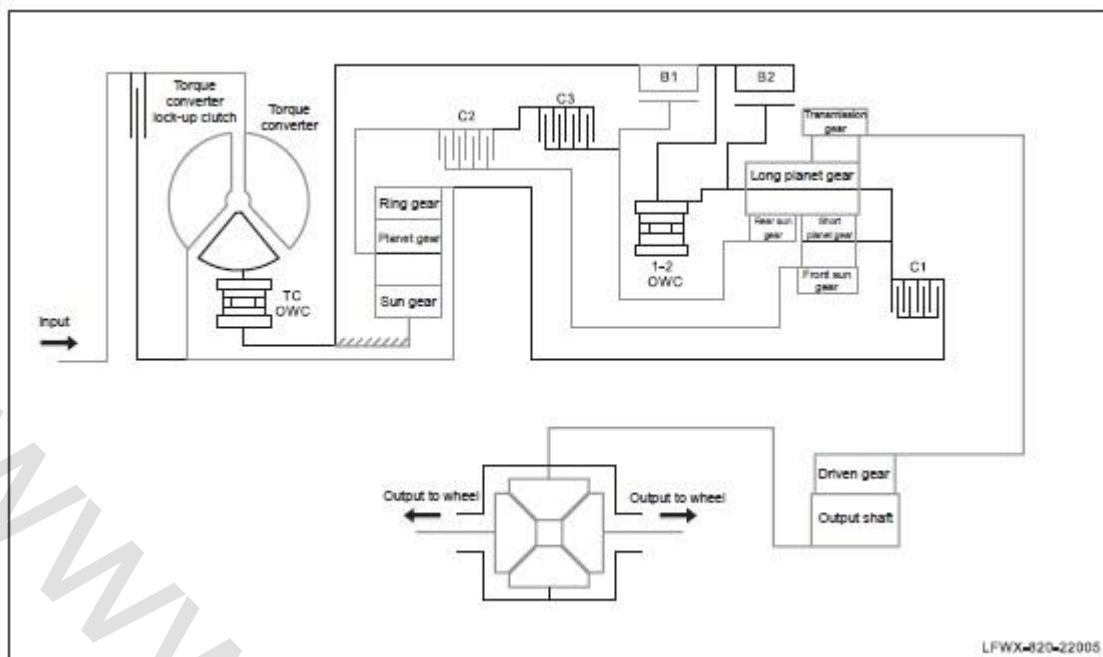 B1
B2
C3
C2
Torque
converter
lock-up clutch
Torque
converter
Transmission
gear
Long planet gear
Ring gear
Planet gear
Sun gear
Rear sun
gear
Short
planet gear
Front sun
gear
1-2
OWC
C1
TC
OWC
Input
Driven gear
Output shaft
Output to wheel
Output to wheel
LFWX-820-22005
WWW